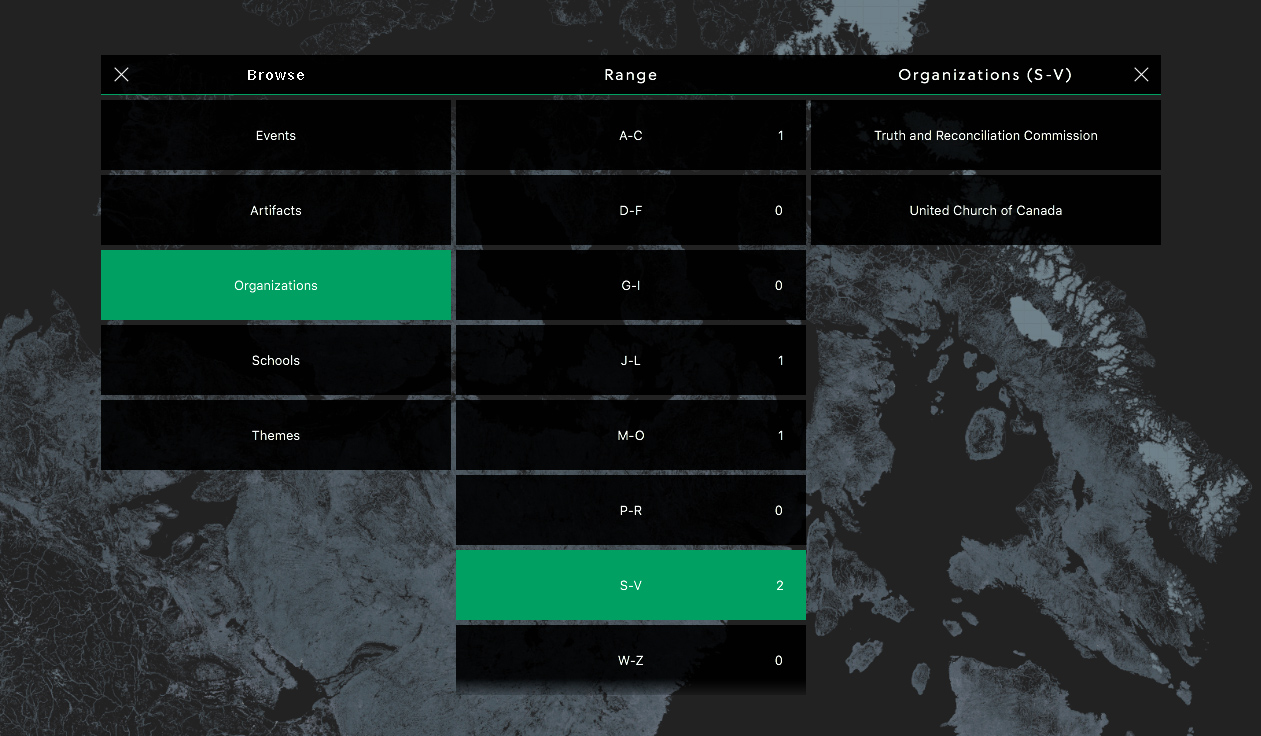 Browse
Range
Organizations (S-V)
Events
A-C 1
Truth and Reconciliation Commission
Artifacts
D-F 0
United Church of Canada
Organizations
G-I 0
Schools
J-L 1
Themes
M-O 1
P-R 0
S-V 2
W-Z 0